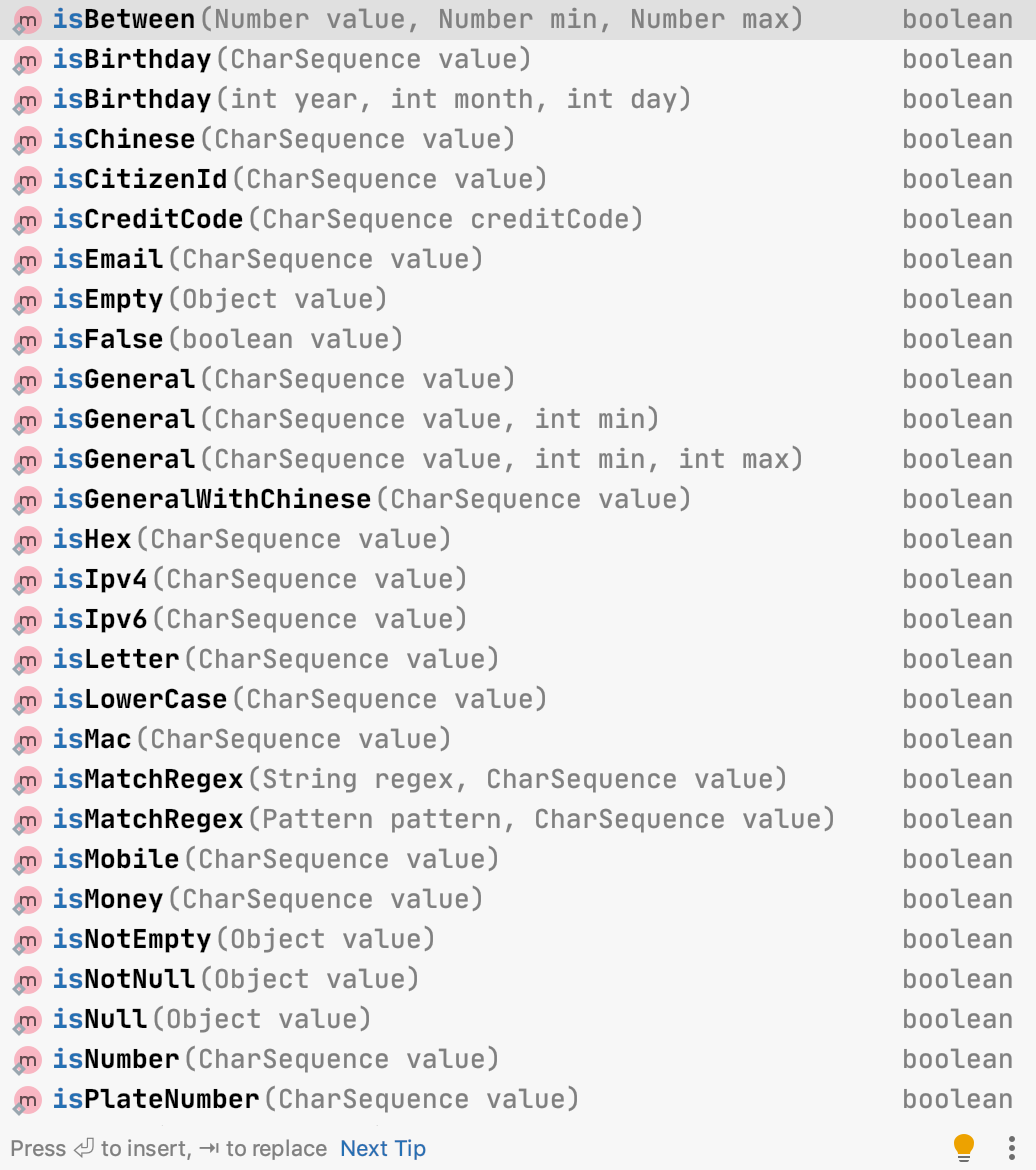 m isBetween(Number value, Number min, Number max) boolean
m isBirthday(CharSequence value) boolean
m isBirthday(int year, int month, int day) boolean
m isChinese(CharSequence value) boolean
m isCitizenId(CharSequence value) boolean
m isCreditCode(CharSequence creditCode) boolean
m isEmail(CharSequence value) boolean
m isEmpty(Object value) boolean
m isFalse(boolean value) boolean
m isGeneral(CharSequence value) boolean
m isGeneral(CharSequence value, int min) boolean
m isGeneral(CharSequence value, int min, int max) boolean
m isGeneralWithChinese(CharSequence value) boolean
m isHex(CharSequence value) boolean
m isIpv4(CharSequence value) boolean
m isIpv6(CharSequence value) boolean
m isLetter(CharSequence value) boolean
m isLowerCase(CharSequence value) boolean
m isMac(CharSequence value) boolean
m isMatchRegex(String regex, CharSequence value) boolean
m isMatchRegex(Pattern pattern, CharSequence value) boolean
m isMobile(CharSequence value) boolean
m isMoney(CharSequence value) boolean
m isNotEmpty(Object value) boolean
m isNotNull(Object value) boolean
m isNull(Object value) boolean
m isNumber(CharSequence value) boolean
m isPlateNumber(CharSequence value) boolean
Press ⏎ to insert, ⇥ to replace Next Tip